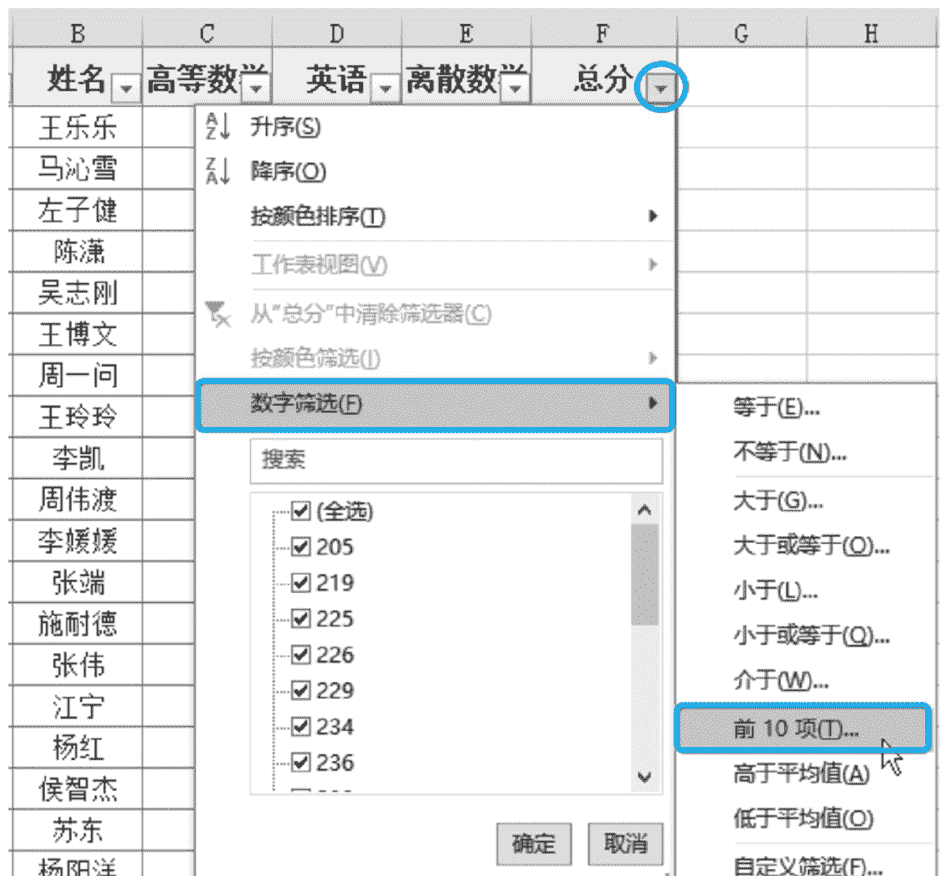 B C D E F G H
姓名 高等数学 英语 离散数学 总分
王乐乐
马沁雪
左子健
陈潇
吴志刚
王博文
周一问
王玲玲
李凯
周伟渡
李媛媛
张端
施耐德
张伟
江宁
杨红
侯智杰
苏东
杨阳洋
升序(S)
降序(O)
按颜色排序(T)
工作表视图(V)
从"总分"中清除筛选器(C)
按颜色筛选(I)
数字筛选(F)
搜索
(全选)
205
219
225
226
229
234
236
确定 取消
等于(E)...
不等于(N)...
大于(G)...
大于或等于(O)...
小于(L)...
小于或等于(Q)...
介于(W)...
前 10 项(T)...
高于平均值(A)
低于平均值(O)
自定义筛选(F)...